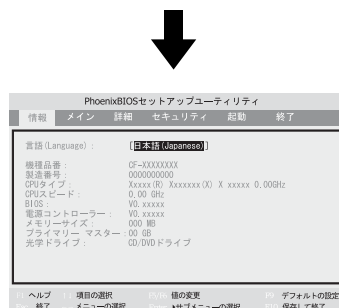 PhoenixBIOSセットアップユーティリティ
情報 メイン 詳細 セキュリティ 起動 終了
言語(Language) : [日本語(Japanese)]
機種品番 : CF-XXXXXXXX
製造番号 : 0000000000
CPUタイプ : Xxxxx(R) Xxxxxxx(X) X xxxxx 0.00GHz
CPUスピード : 0.00 GHz
BIOS : V0.xxxxx
電源コントローラー : V0.xxxxx
メモリーサイズ : 000 MB
プライマリー マスター : 00 GB
光学ドライブ : CD/DVDドライブ
F1 ヘルプ 項目の選択 F5/F6 値の変更 F9 デフォルトの設定
終了 メニューの選択 Enter ▸サブメニューの選択 F10 保存して終了